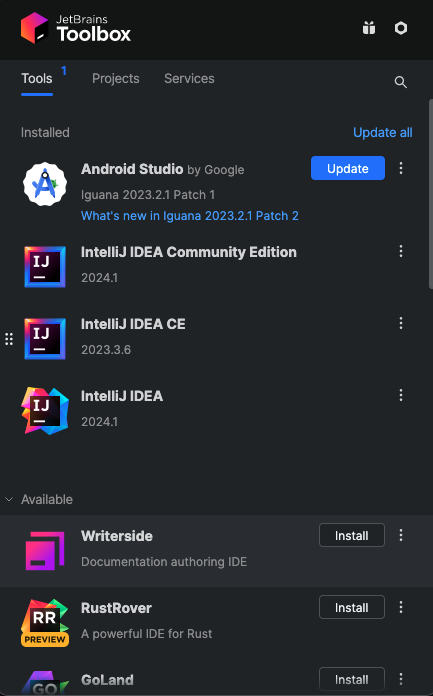 JetBrains
Toolbox
Tools 1 Projects Services
Installed Update all
Android Studio by Google Update
Iguana 2023.2.1 Patch 1
What's new in Iguana 2023.2.1 Patch 2
IJ IntelliJ IDEA Community Edition
2024.1
IJ IntelliJ IDEA CE
2023.3.6
IJ IntelliJ IDEA
2024.1
Available
Writerside Install
Documentation authoring IDE
RR RustRover Install
PREVIEW A powerful IDE for Rust
GO GoLand Install